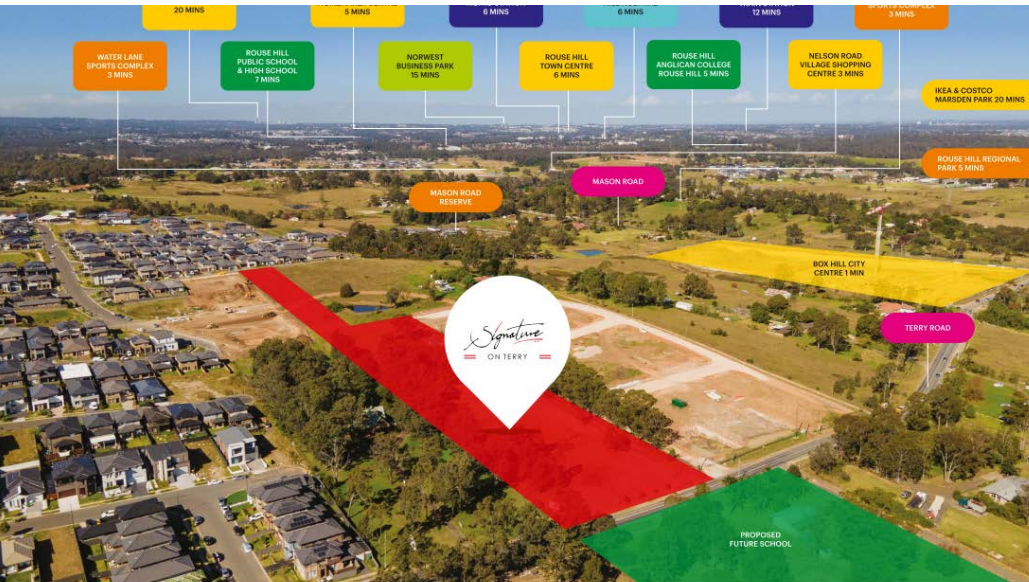 20 MINS
5 MINS
6 MINS
6 MINS
12 MINS
SPORTS COMPLEX
3 MINS
WATER LANE
SPORTS COMPLEX
3 MINS
ROUSE HILL
PUBLIC SCHOOL
& HIGH SCHOOL
7 MINS
NORWEST
BUSINESS PARK
15 MINS
ROUSE HILL
TOWN CENTRE
6 MINS
ROUSE HILL
ANGLICAN COLLEGE
ROUSE HILL 5 MINS
NELSON ROAD
VILLAGE SHOPPING
CENTRE 3 MINS
IKEA & COSTCO
MARSDEN PARK 20 MINS
ROUSE HILL REGIONAL
PARK 5 MINS
MASON ROAD
RESERVE
MASON ROAD
BOX HILL CITY
CENTRE 1 MIN
TERRY ROAD
Signature
ON TERRY
PROPOSED
FUTURE SCHOOL